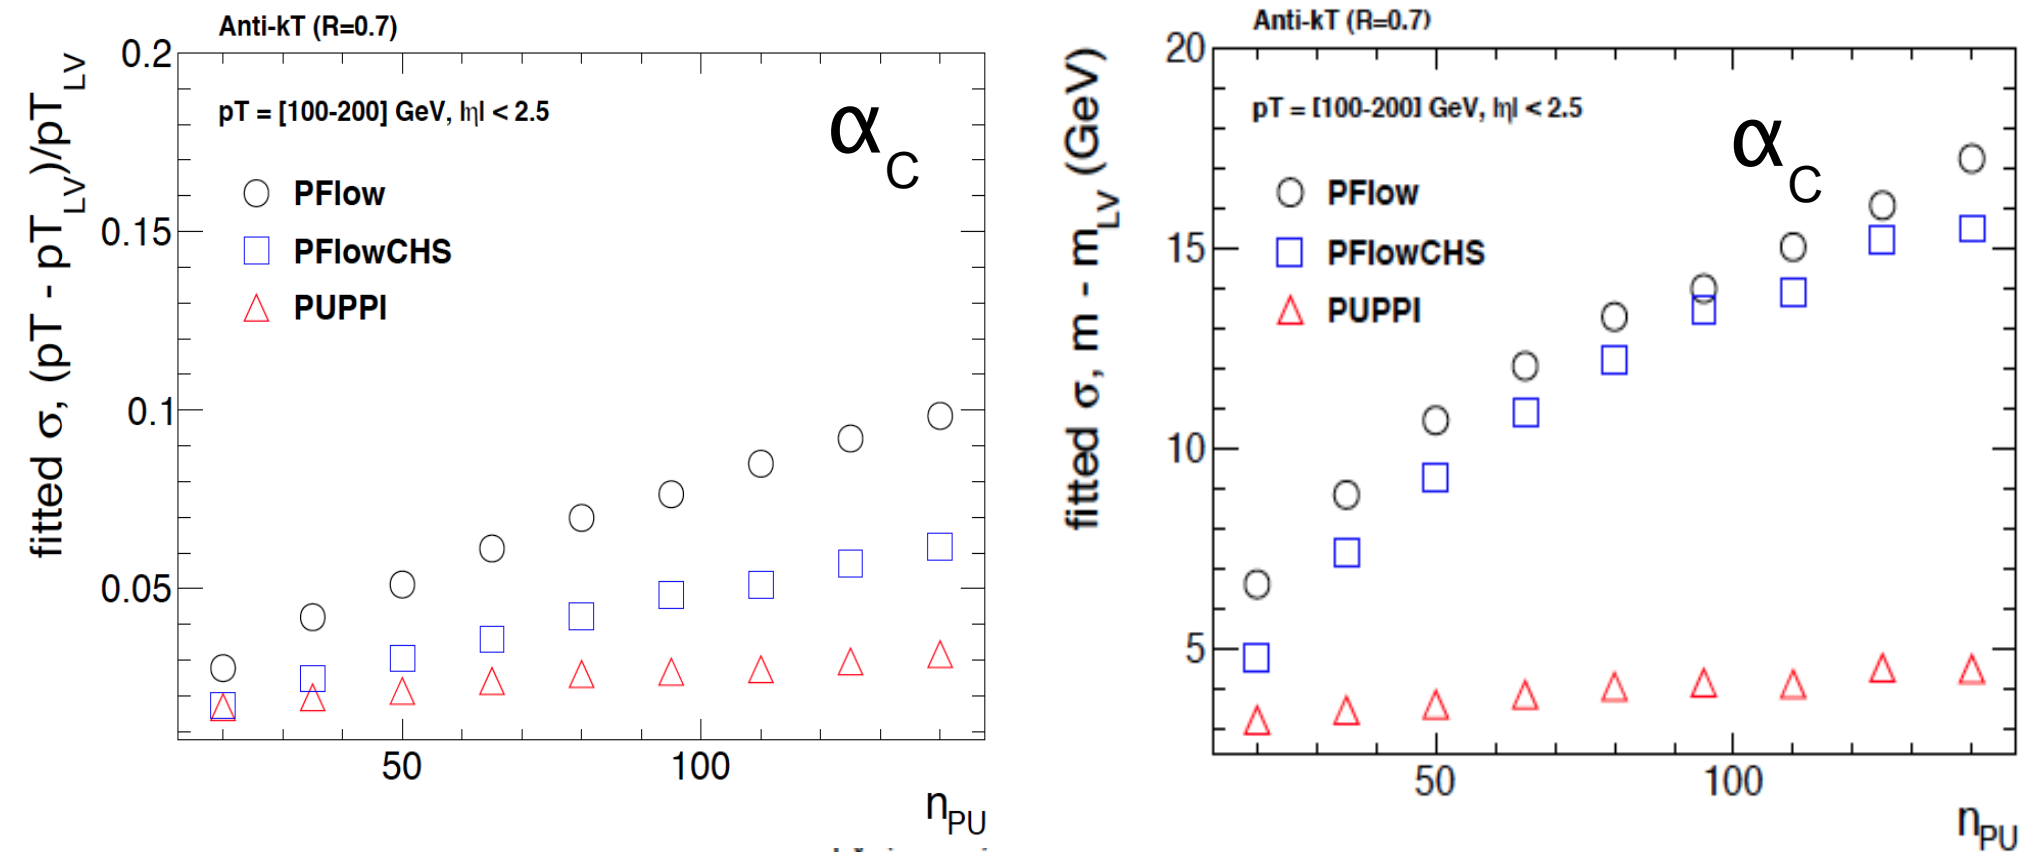 Anti-kT (R=0.7)
fitted σ, (pT - pT_LV)/pT_LV
0.2
0.15
0.1
0.05
pT = [100-200] GeV, |η| < 2.5
α_C
PFlow
PFlowCHS
PUPPI
50 100
n_PU
Anti-kT (R=0.7)
fitted σ, m - m_LV (GeV)
20
15
10
5
pT = [100-200] GeV, |η| < 2.5
α_C
PFlow
PFlowCHS
PUPPI
50 100
n_PU